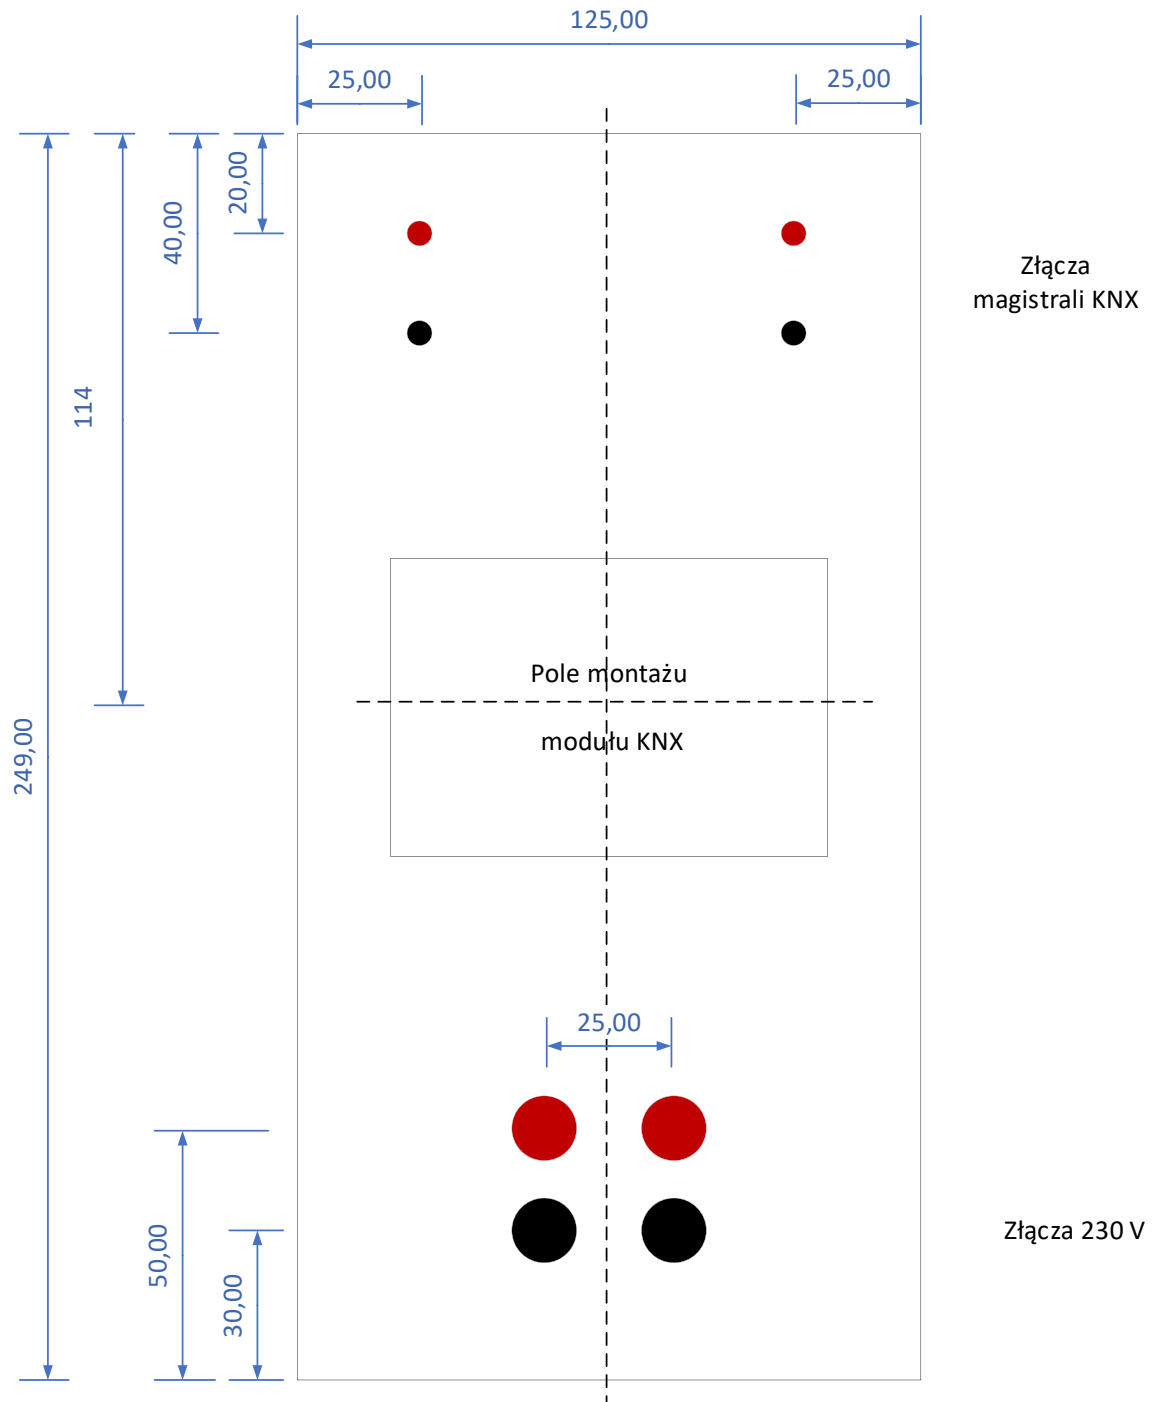 125,00
25,00
25,00
20,00
40,00
Złącza
magistrali KNX
114
Pole montażu
modułu KNX
249,00
25,00
50,00
30,00
Złącza 230 V